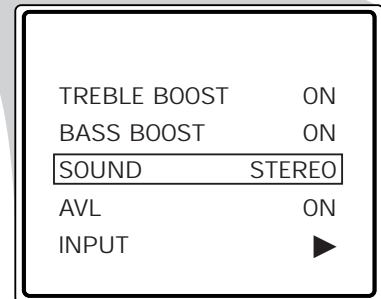 TREBLE BOOST ON
BASS BOOST ON
SOUND STEREO
AVL ON
INPUT ▶